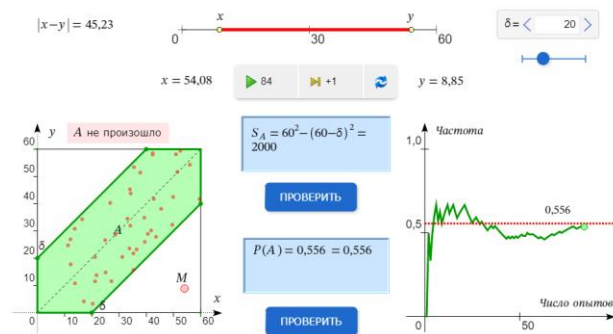 |x−y| = 45,23
x
y
0
30
60
δ = < 20 >
x = 54,08
84
+1
y = 8,85
y
A не произошло
60
50
40
30
20
10
0
δ
A
M
δ
x
0 10 20 30 40 50 60
S_A = 60² − (60−δ)² =
2000
ПРОВЕРИТЬ
P(A) = 0,556 = 0,556
ПРОВЕРИТЬ
Частота
1,0
0,556
0,5
0
50
Число опытов